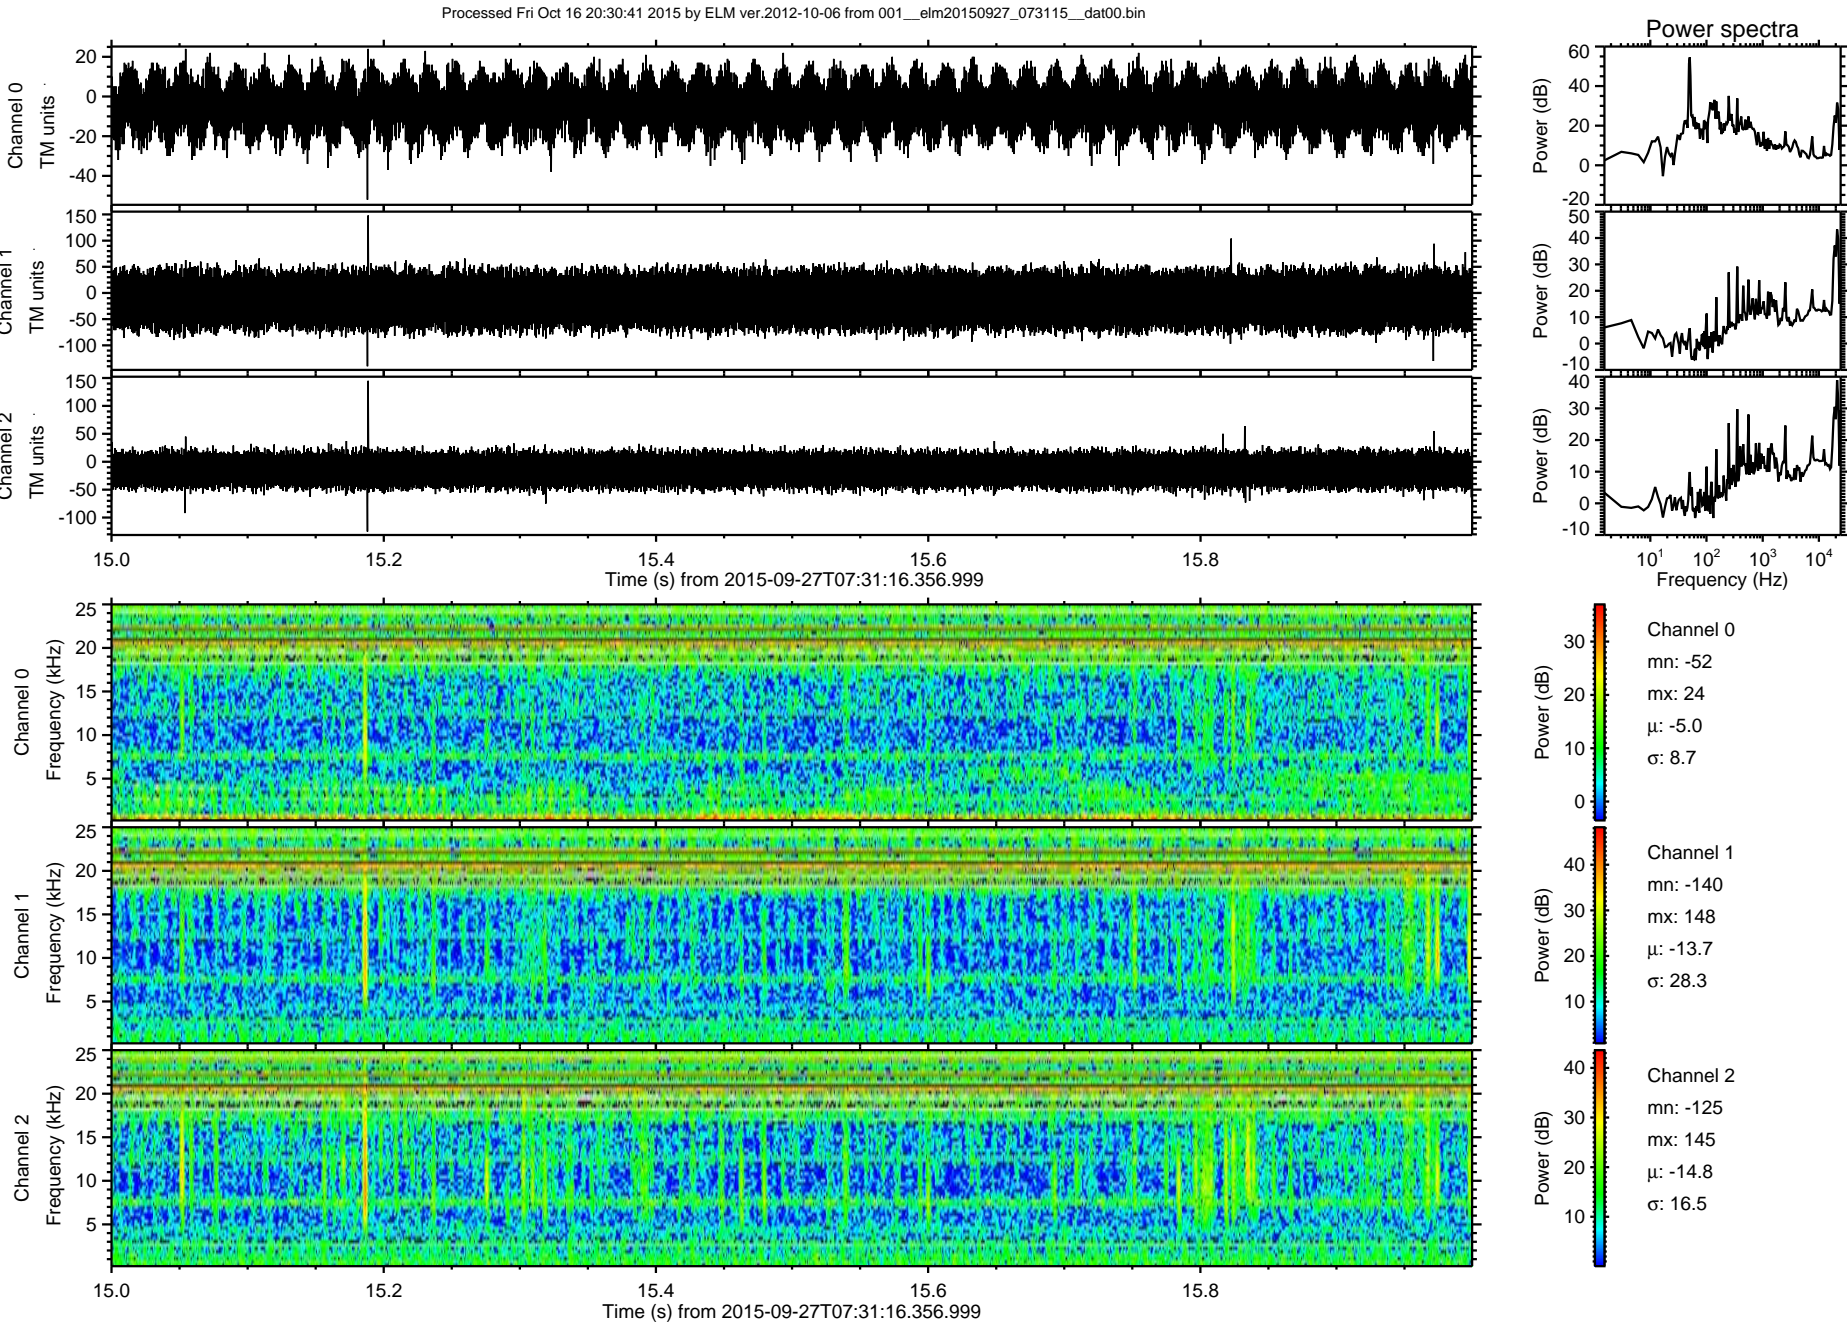 Processed Fri Oct 16 20:30:41 2015 by ELM ver.2012-10-06 from 001__elm20150927_073115__dat00.bin
Power spectra
Channel 0
TM units
20
0
-20
-40
Power (dB)
60
40
20
0
-20
Channel 1
TM units
150
100
50
0
-50
-100
Power (dB)
50
40
30
20
10
0
-10
Channel 2
TM units
150
100
50
0
-50
-100
Power (dB)
40
30
20
10
0
-10
15.0 15.2 15.4 15.6 15.8
Time (s) from 2015-09-27T07:31:16.356.999
10^1 10^2 10^3 10^4
Frequency (Hz)
Channel 0
Frequency (kHz)
25
20
15
10
5
Power (dB)
30
20
10
0
Channel 0
mn: -52
mx: 24
μ: -5.0
σ: 8.7
Channel 1
Frequency (kHz)
25
20
15
10
5
Power (dB)
40
30
20
10
Channel 1
mn: -140
mx: 148
μ: -13.7
σ: 28.3
Channel 2
Frequency (kHz)
25
20
15
10
5
Power (dB)
40
30
20
10
Channel 2
mn: -125
mx: 145
μ: -14.8
σ: 16.5
15.0 15.2 15.4 15.6 15.8
Time (s) from 2015-09-27T07:31:16.356.999